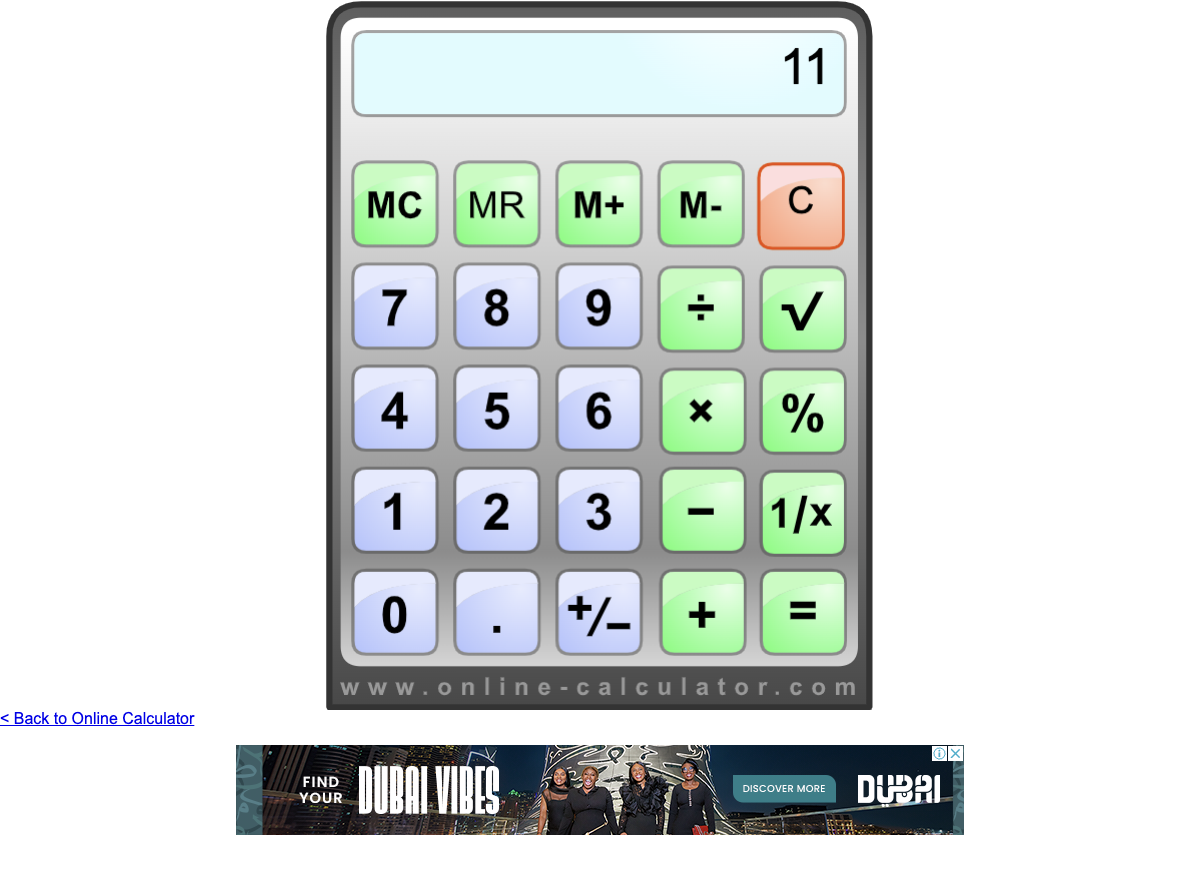 11
MC MR M+ M- C
7 8 9 ÷ √
4 5 6 × %
1 2 3 − 1/x
0 . +/− + =
www.online-calculator.com
< Back to Online Calculator
FIND YOUR DUBAI VIBES DISCOVER MORE DUBAI